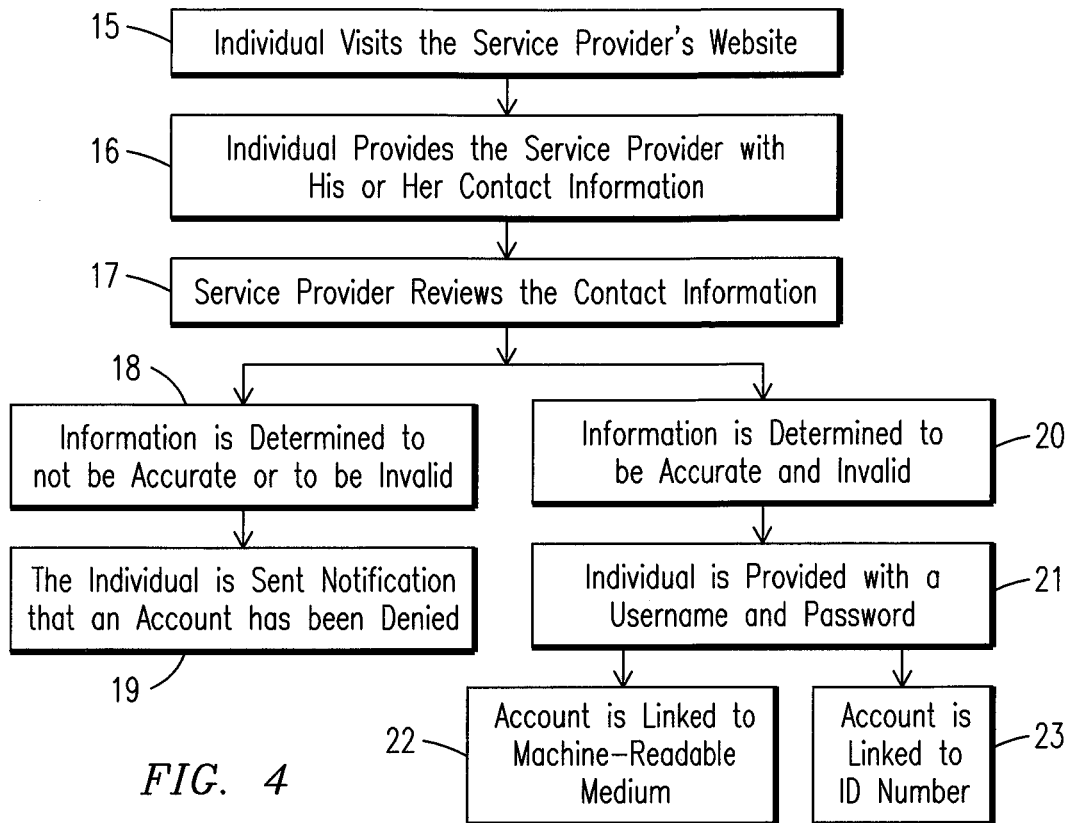 15
Individual Visits the Service Provider's Website
16
Individual Provides the Service Provider with
His or Her Contact Information
17
Service Provider Reviews the Contact Information
18
Information is Determined to
not be Accurate or to be Invalid
Information is Determined to
be Accurate and Invalid
20
The Individual is Sent Notification
that an Account has been Denied
19
Individual is Provided with a
Username and Password
21
22
Account is Linked to
Machine-Readable
Medium
Account is
Linked to
ID Number
23
FIG. 4